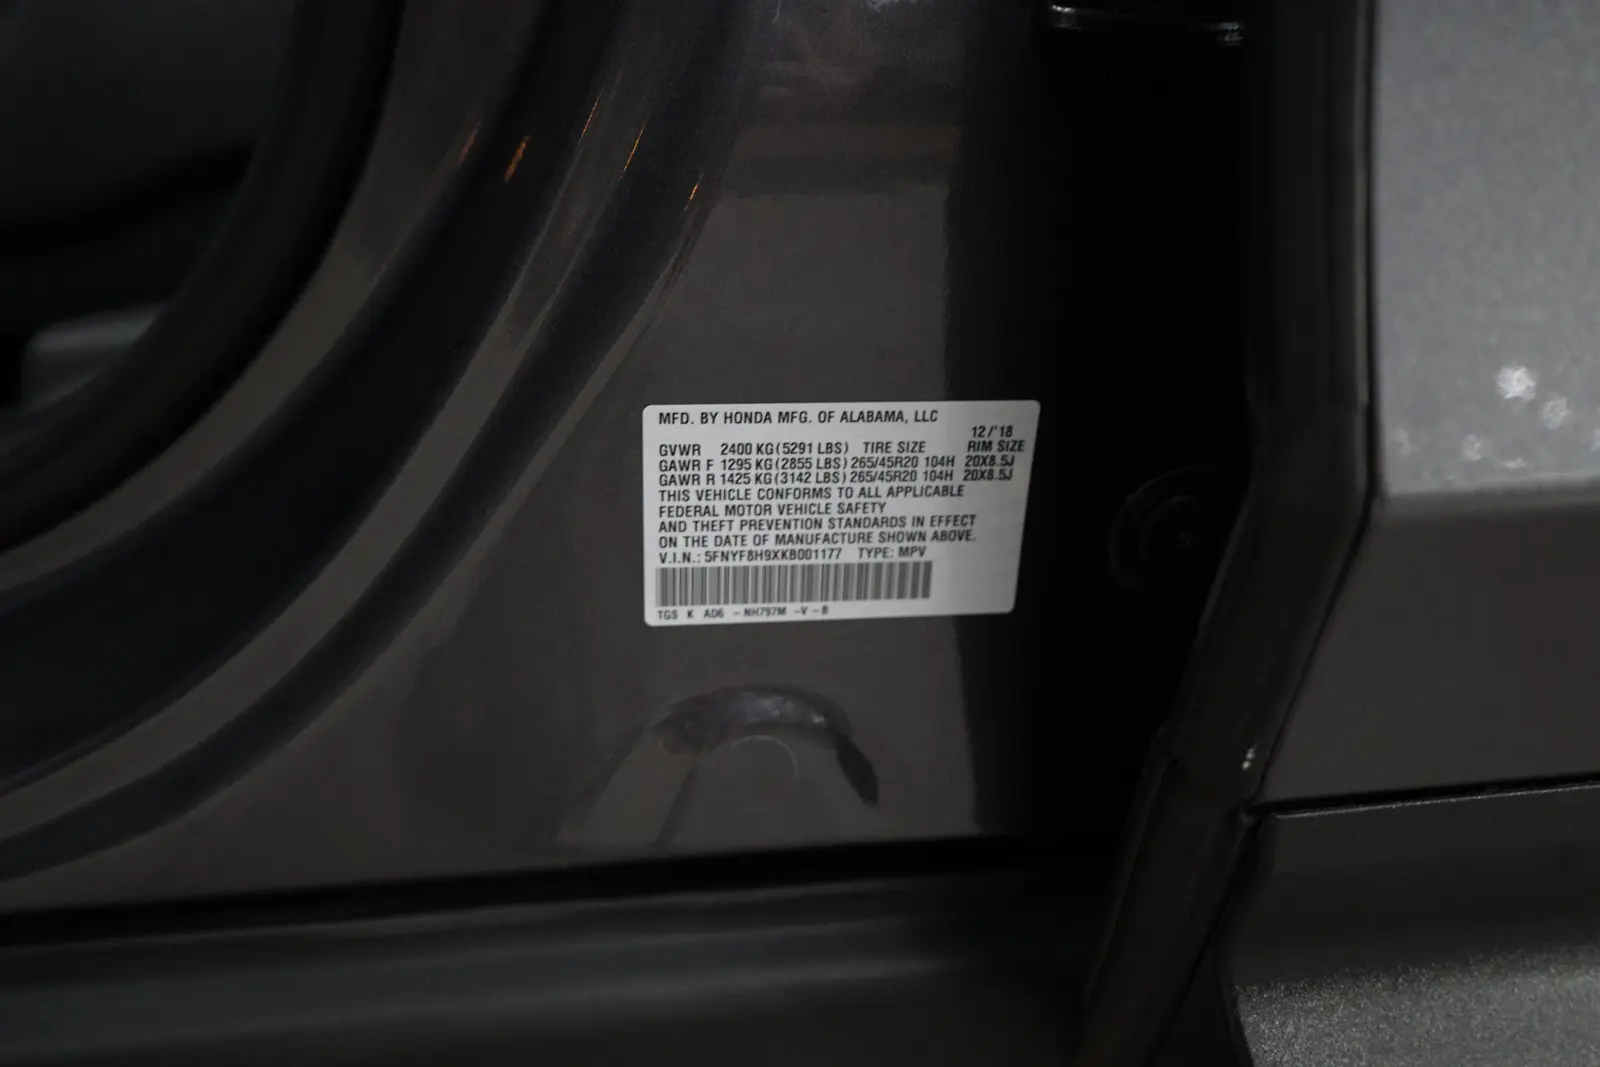 MFD. BY HONDA MFG. OF ALABAMA, LLC
12/'18
GVWR 2400 KG(5291 LBS) TIRE SIZE RIM SIZE
GAWR F 1295 KG(2855 LBS) 265/45R20 104H 20X8.5J
GAWR R 1425 KG(3142 LBS) 265/45R20 104H 20X8.5J
THIS VEHICLE CONFORMS TO ALL APPLICABLE
FEDERAL MOTOR VEHICLE SAFETY
AND THEFT PREVENTION STANDARDS IN EFFECT
ON THE DATE OF MANUFACTURE SHOWN ABOVE.
V.I.N.: 5FNYF8H9XKB001177 TYPE: MPV
TGS K A06 -NH797M -V-B